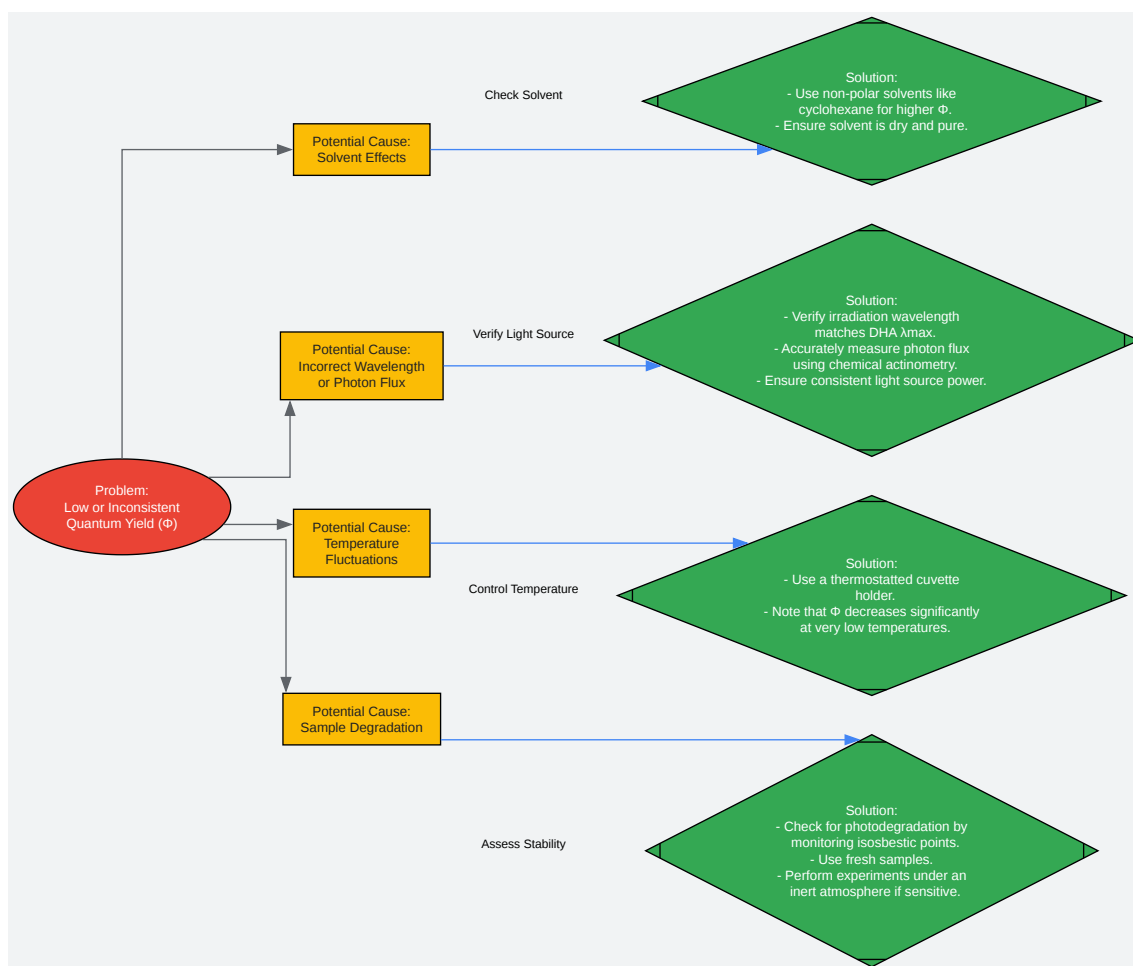 Problem:
Low or Inconsistent
Quantum Yield (Φ)
Potential Cause:
Solvent Effects
Check Solvent
Solution:
- Use non-polar solvents like
cyclohexane for higher Φ.
- Ensure solvent is dry and pure.
Potential Cause:
Incorrect Wavelength
or Photon Flux
Verify Light Source
Solution:
- Verify irradiation wavelength
matches DHA λmax.
- Accurately measure photon flux
using chemical actinometry.
- Ensure consistent light source power.
Potential Cause:
Temperature
Fluctuations
Control Temperature
Solution:
- Use a thermostatted cuvette
holder.
- Note that Φ decreases significantly
at very low temperatures.
Potential Cause:
Sample Degradation
Assess Stability
Solution:
- Check for photodegradation by
monitoring isosbestic points.
- Use fresh samples.
- Perform experiments under an
inert atmosphere if sensitive.